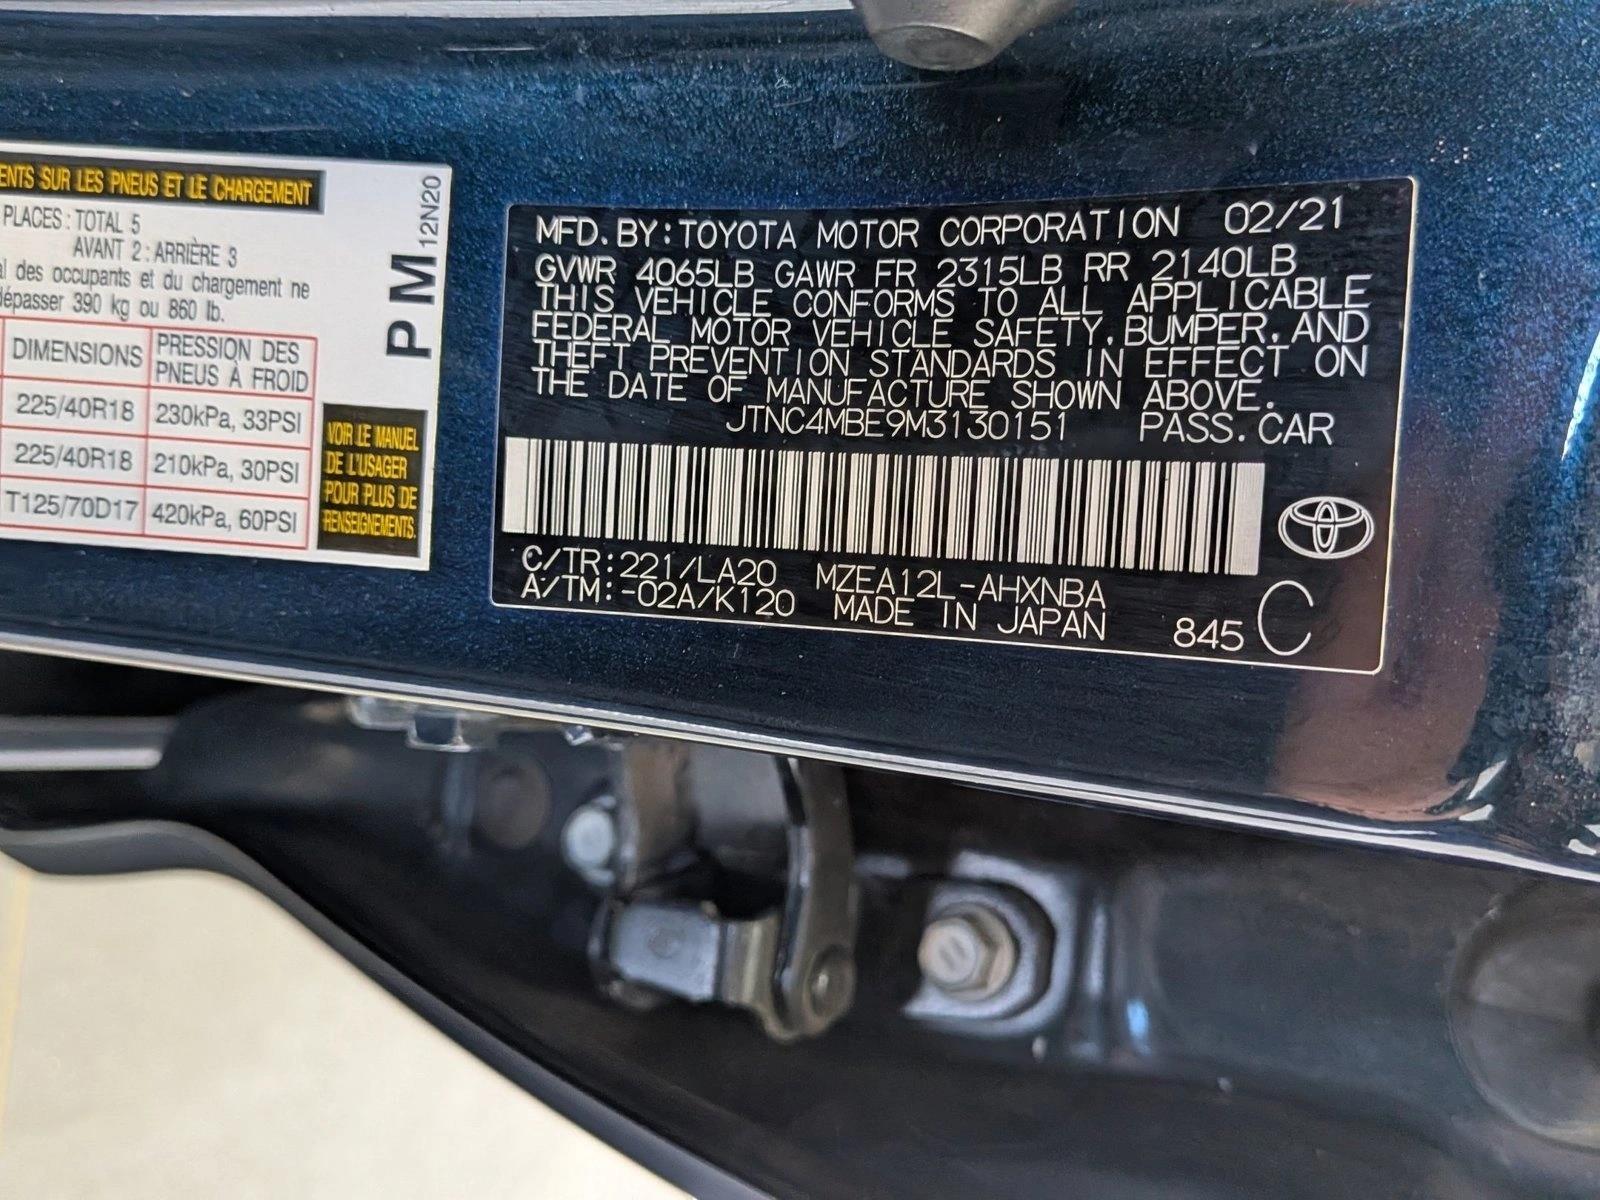 ENTS SUR LES PNEUS ET LE CHARGEMENT
PLACES : TOTAL 5
AVANT 2 : ARRIÈRE 3
al des occupants et du chargement ne
dépasser 390 kg ou 860 lb.
DIMENSIONS PRESSION DES PNEUS À FROID
225/40R18 230kPa, 33PSI
225/40R18 210kPa, 30PSI
T125/70D17 420kPa, 60PSI
PM 12N20
VOIR LE MANUEL
DE L'USAGER
POUR PLUS DE
RENSEIGNEMENTS.
MFD. BY: TOYOTA MOTOR CORPORATION 02/21
GVWR 4065LB GAWR FR 2315LB RR 2140LB
THIS VEHICLE CONFORMS TO ALL APPLICABLE
FEDERAL MOTOR VEHICLE SAFETY, BUMPER, AND
THEFT PREVENTION STANDARDS IN EFFECT ON
THE DATE OF MANUFACTURE SHOWN ABOVE.
JTNC4MBE9M3130151 PASS. CAR
C/TR: 221/LA20 MZEA12L-AHXNBA
A/TM: -02A/K120 MADE IN JAPAN 845 C